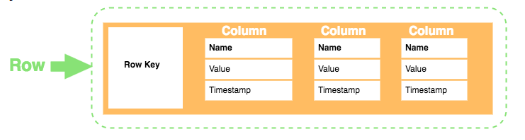 Column Column Column
Row Row Key Name Name Name
Value Value Value
Timestamp Timestamp Timestamp